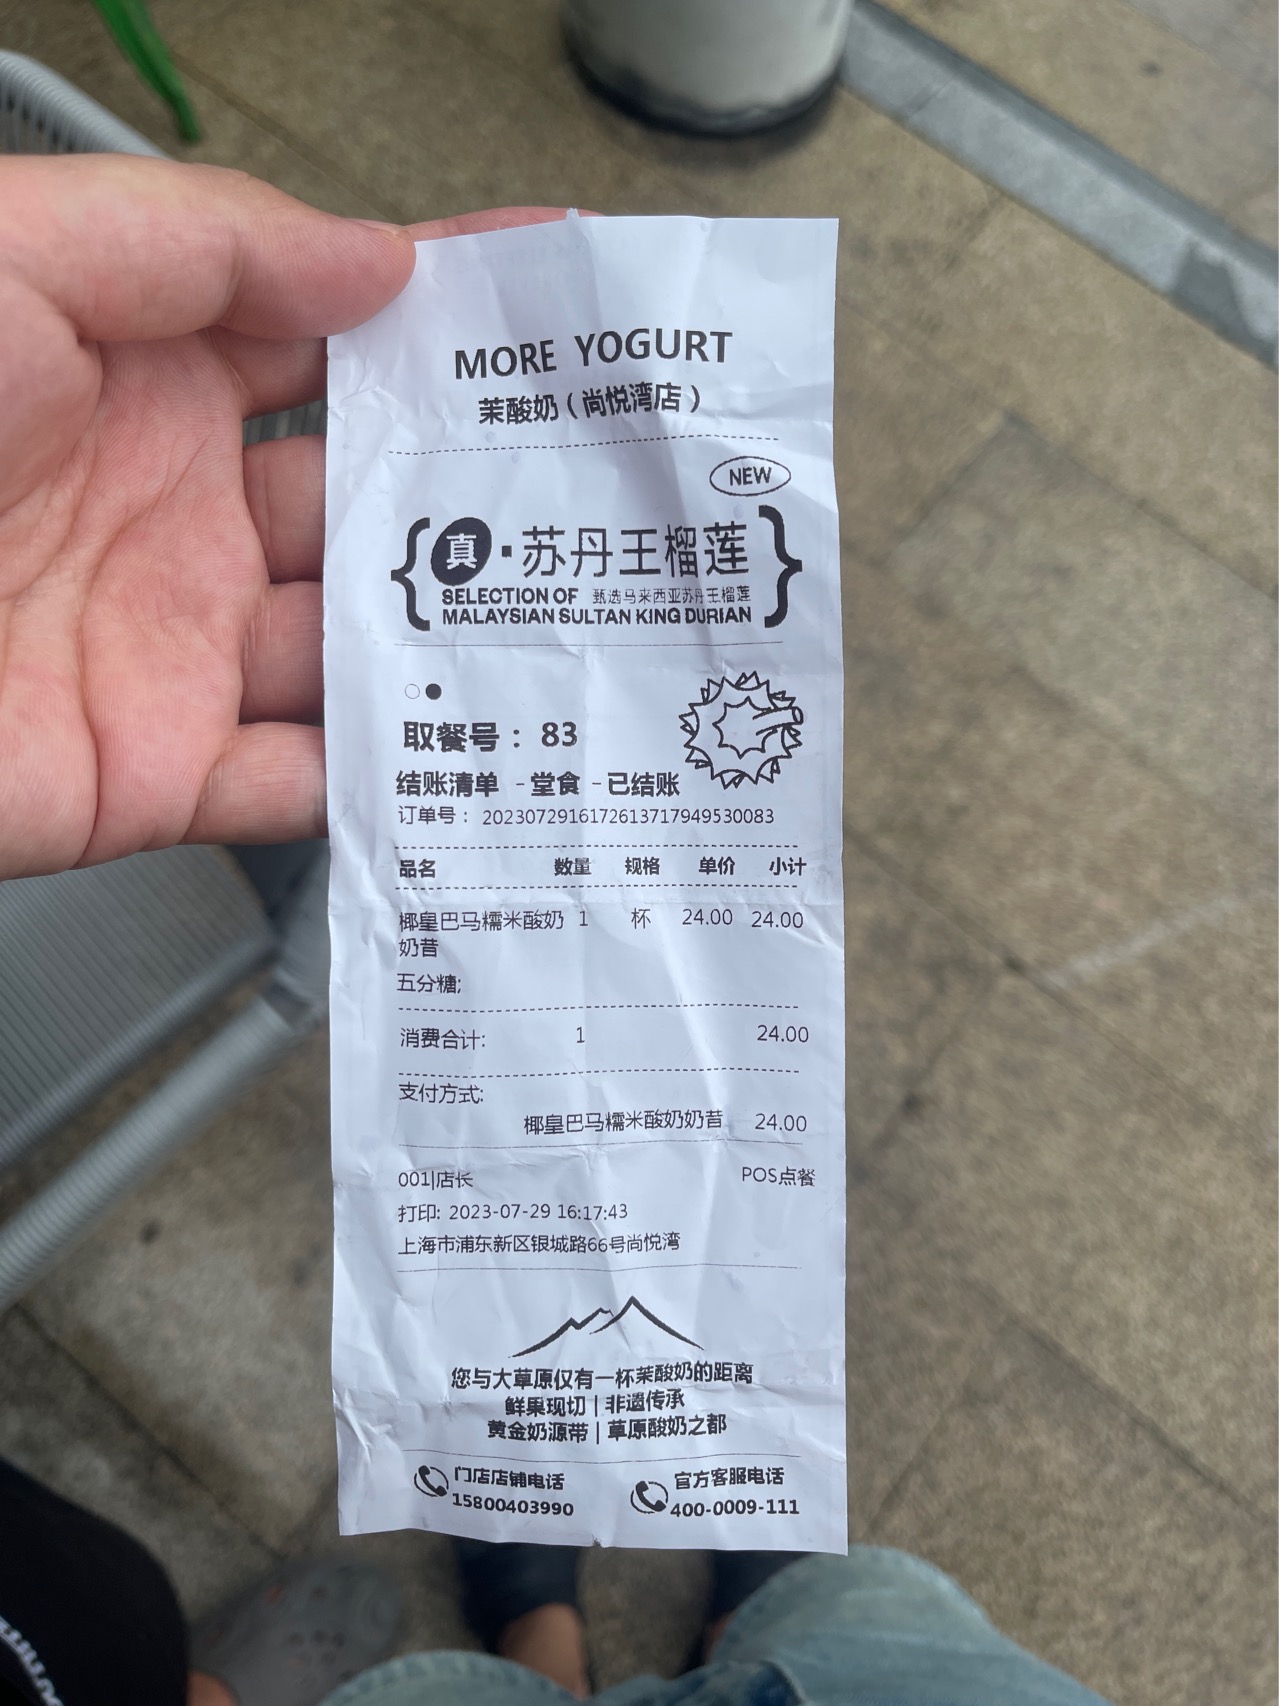 MORE YOGURT
茉酸奶（尚悦湾店）
NEW
真·苏丹王榴莲
SELECTION OF 甄选马来西亚苏丹王榴莲
MALAYSIAN SULTAN KING DURIAN
取餐号： 83
结账清单 -堂食 -已结账
订单号： 20230729161726137179495300​83
品名 数量 规格 单价 小计
椰皇巴马糯米酸奶 1 杯 24.00 24.00
奶昔
五分糖;
消费合计: 1 24.00
支付方式:
椰皇巴马糯米酸奶奶昔 24.00
001|店长 POS点餐
打印: 2023-07-29 16:17:43
上海市浦东新区银城路66号尚悦湾
您与大草原仅有一杯茉酸奶的距离
鲜果现切 | 非遗传承
黄金奶源带 | 草原酸奶之都
门店店铺电话 官方客服电话
15800403990 400-0009-111